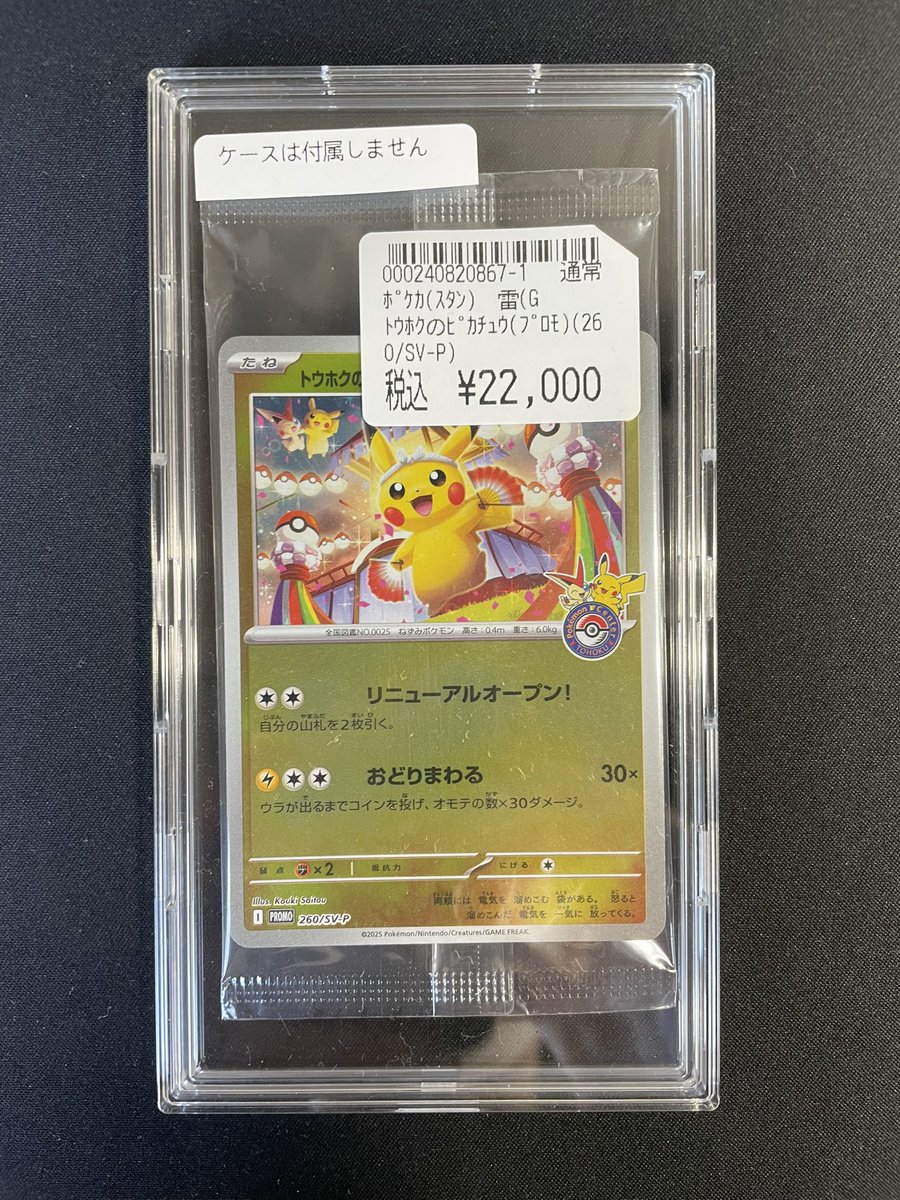 ケースは付属しません
000240820867-1 通常
ﾎﾟｹｶ(ｽﾀﾝ) 雷(G
ﾄｳﾎｸのﾋﾟｶﾁｭｳ(ﾌﾟﾛﾓ)(26
0/SV-P)
税込 ¥22,000
たね
トウホクの
全国図鑑NO.0025 ねずみポケモン 高さ:0.4m 重さ:6.0kg
Pokémon Center
TOHOKU
リニューアルオープン!
自分の山札を2枚引く。
おどりまわる 30×
ウラが出るまでコインを投げ、オモテの数×30ダメージ。
弱点 ×2 抵抗力 にげる
Illus. Kouki Saitou
I PROMO 260/SV-P
両頬には 電気を 溜めこむ 袋がある。 怒ると
溜めこんだ 電気を 一気に 放ってくる。
©2025 Pokémon/Nintendo/Creatures/GAME FREAK.